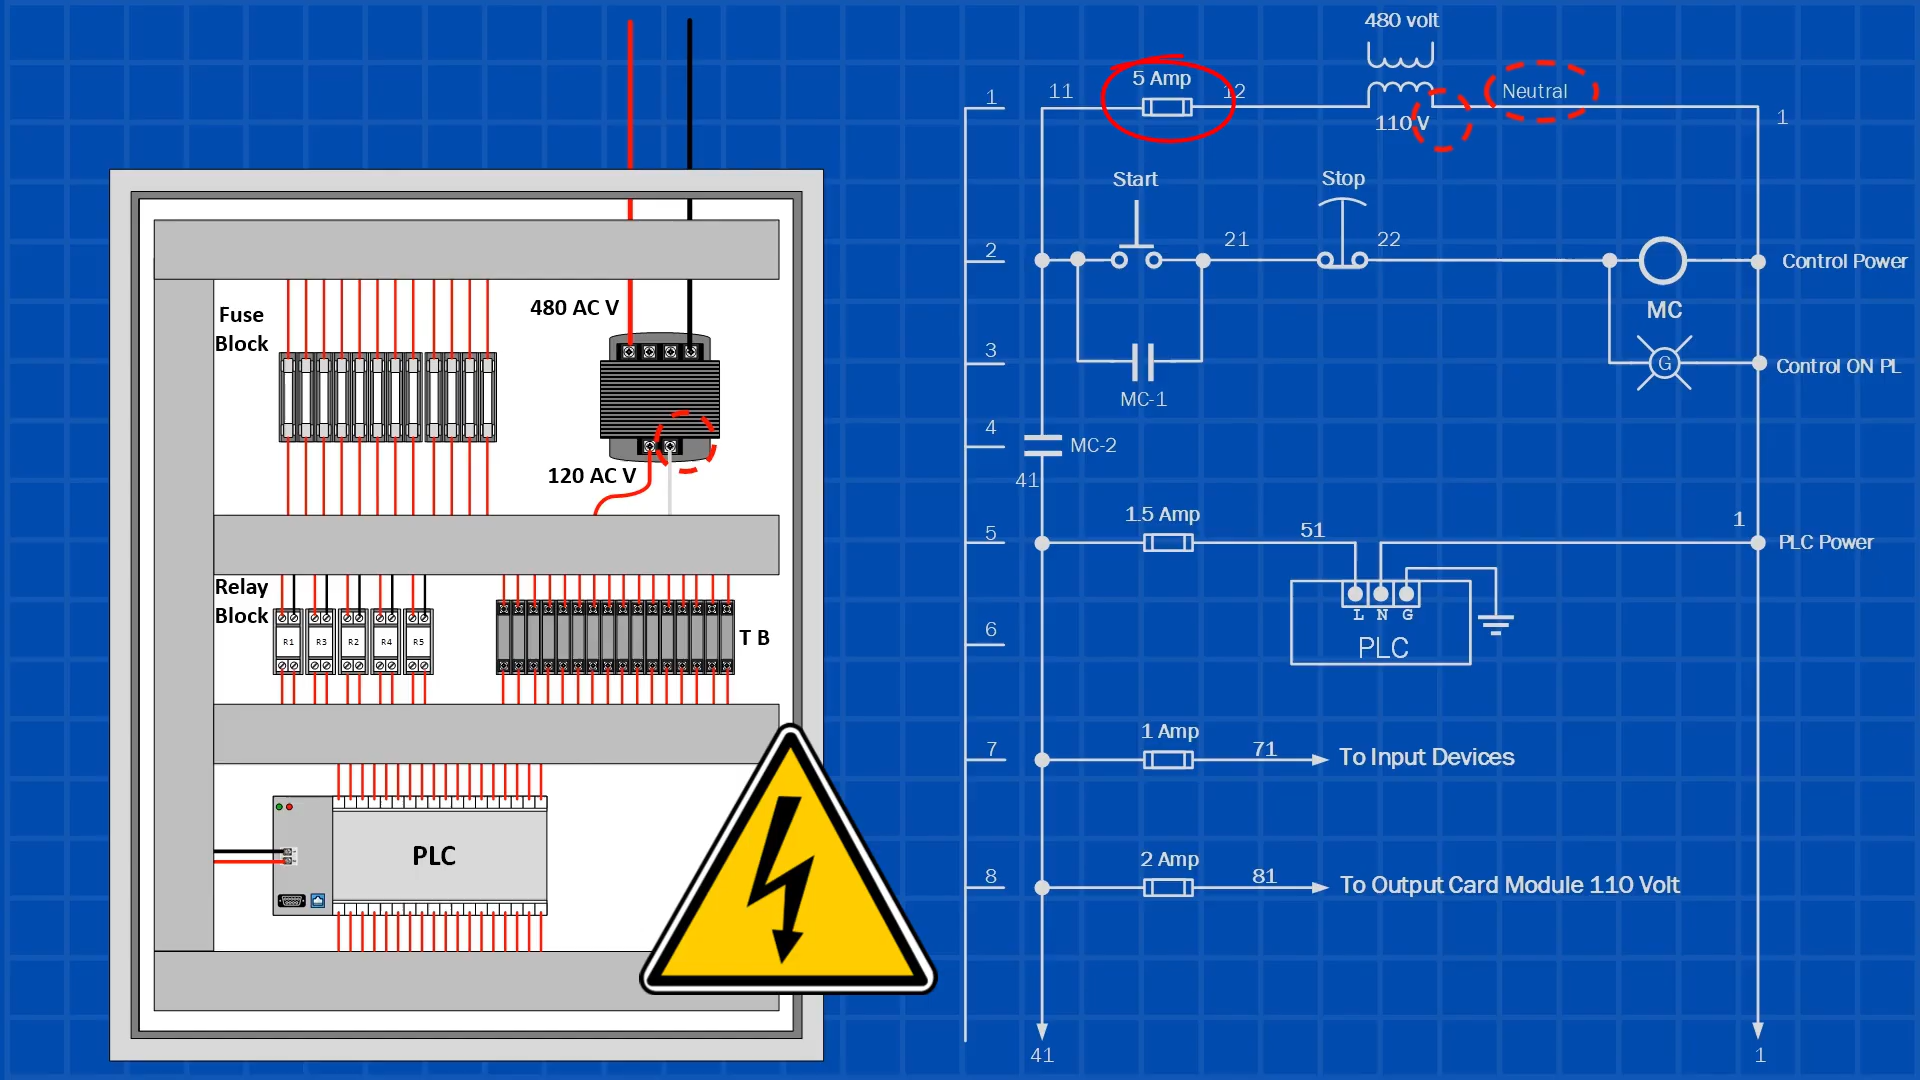 Fuse
Block
480 AC V
120 AC V
Relay
Block
R1
R3
R2
R4
R5
T B
PLC
480 volt
1
11
5 Amp
12
Neutral
110 V
1
Start
Stop
2
21
22
Control Power
MC
3
G
Control ON PL
MC-1
4
MC-2
41
1.5 Amp
5
51
1
PLC Power
L N G
6
PLC
7
1 Amp
71
To Input Devices
8
2 Amp
81
To Output Card Module 110 Volt
41
1